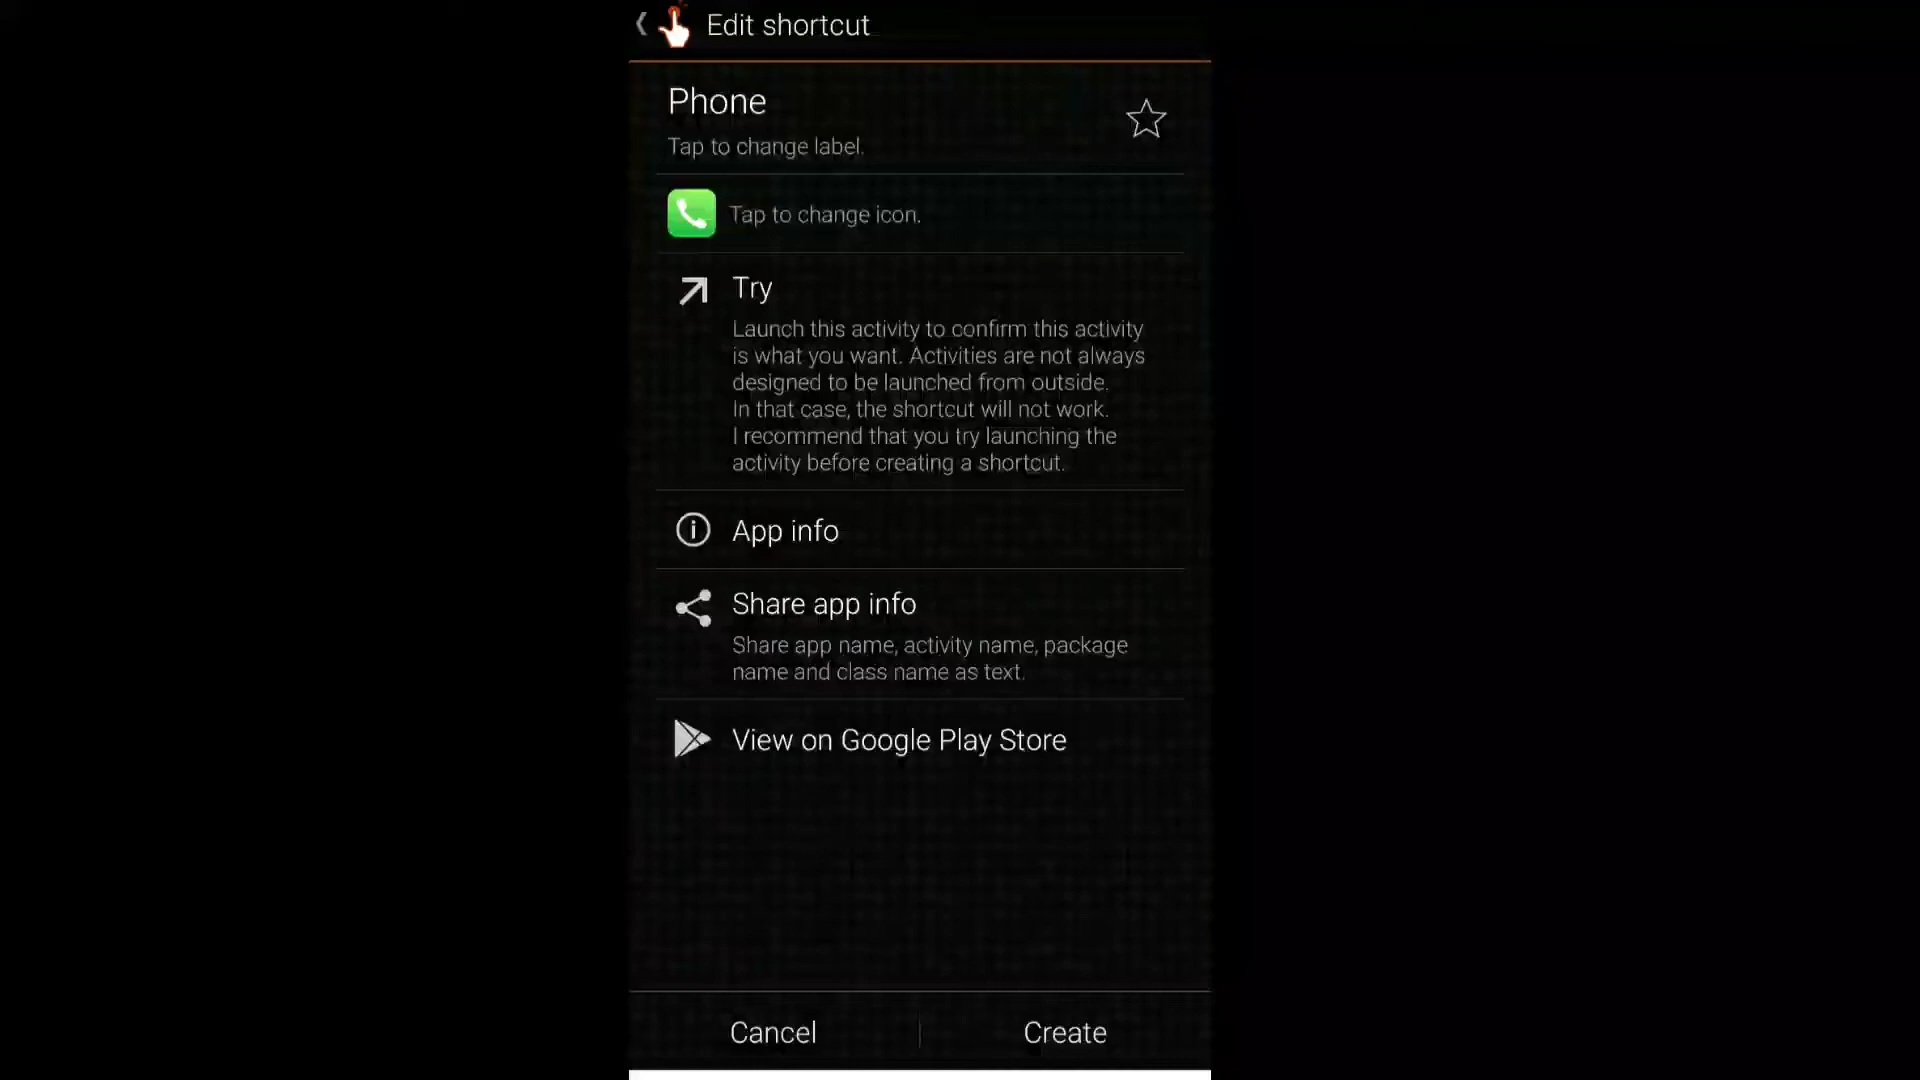 Edit shortcut
Phone
Tap to change label.
Tap to change icon.
Try
Launch this activity to confirm this activity
is what you want. Activities are not always
designed to be launched from outside.
In that case, the shortcut will not work.
I recommend that you try launching the
activity before creating a shortcut.
App info
Share app info
Share app name, activity name, package
name and class name as text.
View on Google Play Store
Cancel
Create